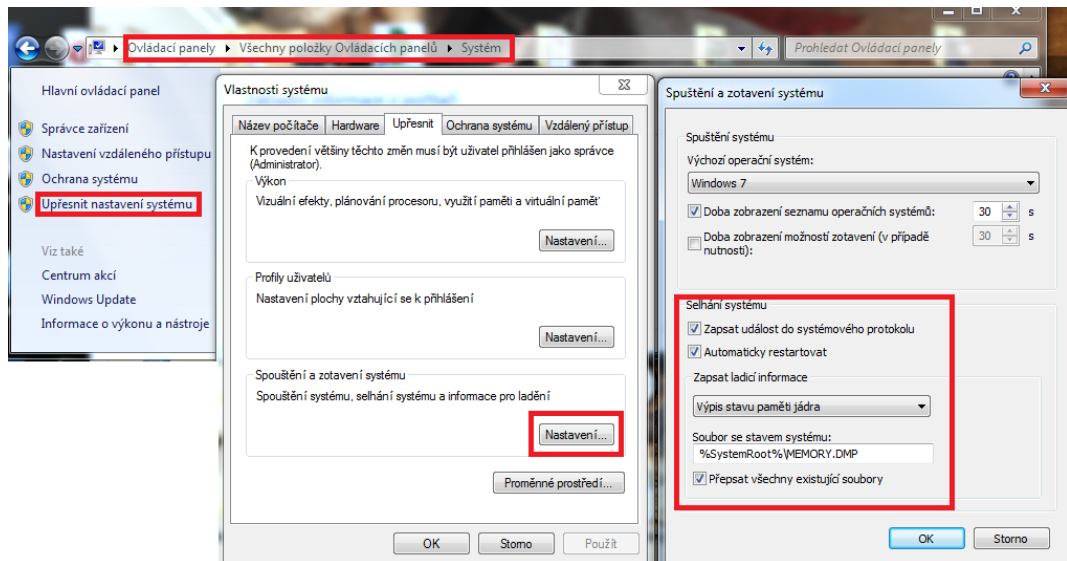 Ovládací panely Všechny položky Ovládacích panelů Systém
Prohledat Ovládací panely
Hlavní ovládací panel
Správce zařízení
Nastavení vzdáleného přístupu
Ochrana systému
Upřesnit nastavení systému
Viz také
Centrum akcí
Windows Update
Informace o výkonu a nástroje
Vlastnosti systému
Název počítače Hardware Upřesnit Ochrana systému Vzdálený přístup
K provedení většiny těchto změn musí být uživatel přihlášen jako správce
(Administrator).
Výkon
Vizuální efekty, plánování procesoru, využití paměti a virtuální paměť
Nastavení...
Profily uživatelů
Nastavení plochy vztahující se k přihlášení
Nastavení...
Spouštění a zotavení systému
Spouštění systému, selhání systému a informace pro ladění
Nastavení...
Proměnné prostředí...
OK Storno Použít
Spuštění a zotavení systému
Spuštění systému
Výchozí operační systém:
Windows 7
Doba zobrazení seznamu operačních systémů: 30 s
Doba zobrazení možností zotavení (v případě 30 s
nutnosti):
Selhání systému
Zapsat událost do systémového protokolu
Automaticky restartovat
Zapsat ladicí informace
Výpis stavu paměti jádra
Soubor se stavem systému:
%SystemRoot%\MEMORY.DMP
Přepsat všechny existující soubory
OK Storno